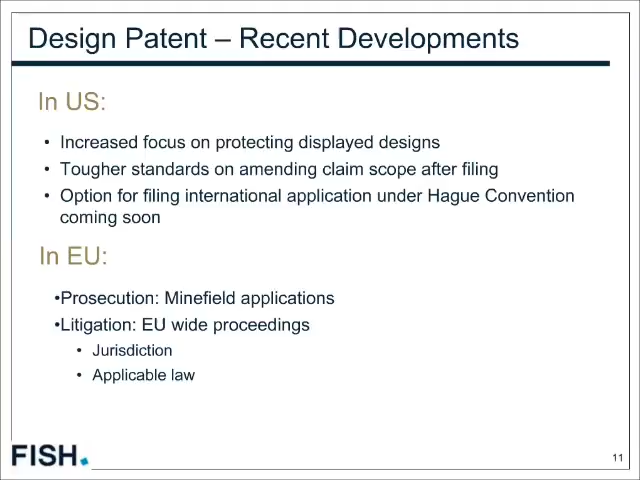 Design Patent – Recent Developments
In US:
• Increased focus on protecting displayed designs
• Tougher standards on amending claim scope after filing
• Option for filing international application under Hague Convention
coming soon
In EU:
•Prosecution: Minefield applications
•Litigation: EU wide proceedings
• Jurisdiction
• Applicable law
FISH.
11